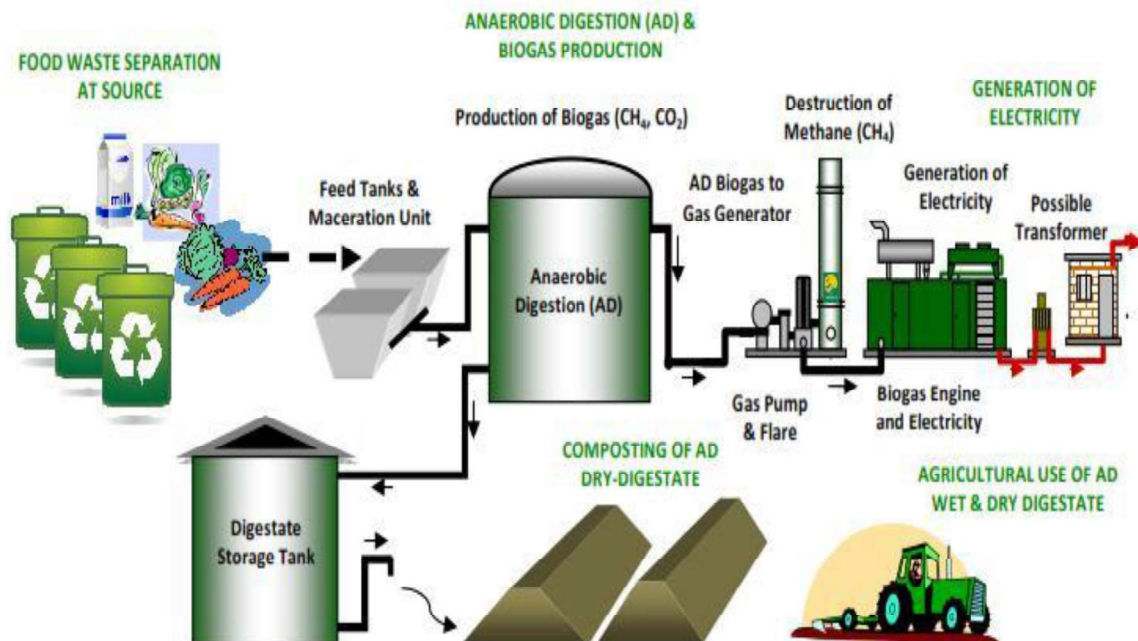 ANAEROBIC DIGESTION (AD) &
BIOGAS PRODUCTION
FOOD WASTE SEPARATION
AT SOURCE
GENERATION OF
ELECTRICITY
Production of Biogas (CH₄, CO₂)
Destruction of
Methane (CH₄)
milk
Feed Tanks &
Maceration Unit
AD Biogas to
Gas Generator
Generation of
Electricity
Possible
Transformer
Anaerobic
Digestion (AD)
Gas Pump
& Flare
Biogas Engine
and Electricity
COMPOSTING OF AD
DRY-DIGESTATE
AGRICULTURAL USE OF AD
WET & DRY DIGESTATE
Digestate
Storage Tank